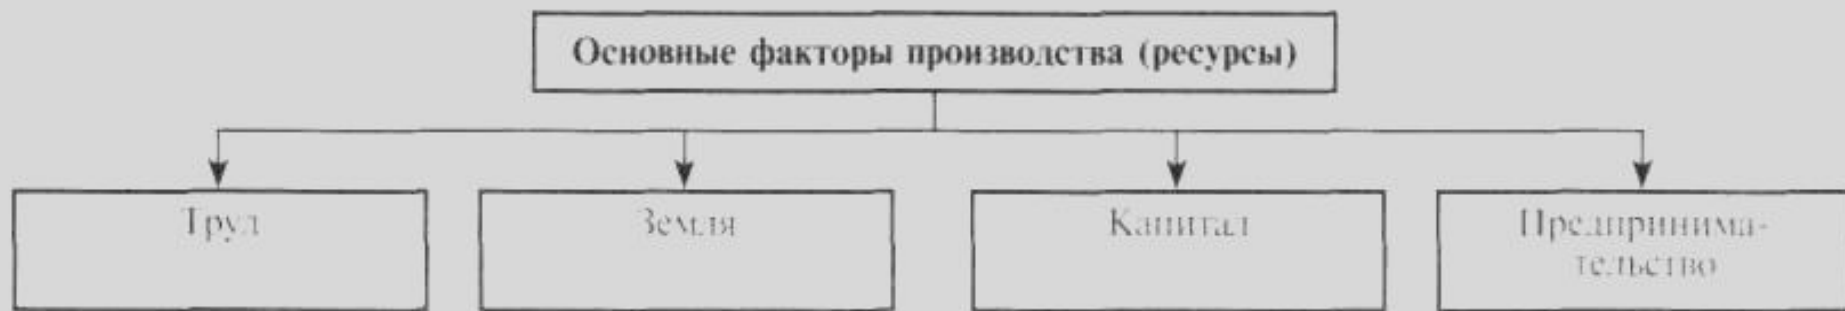 Основные факторы производства (ресурсы)
Труд
Земля
Капитал
Предпринима-
тельство